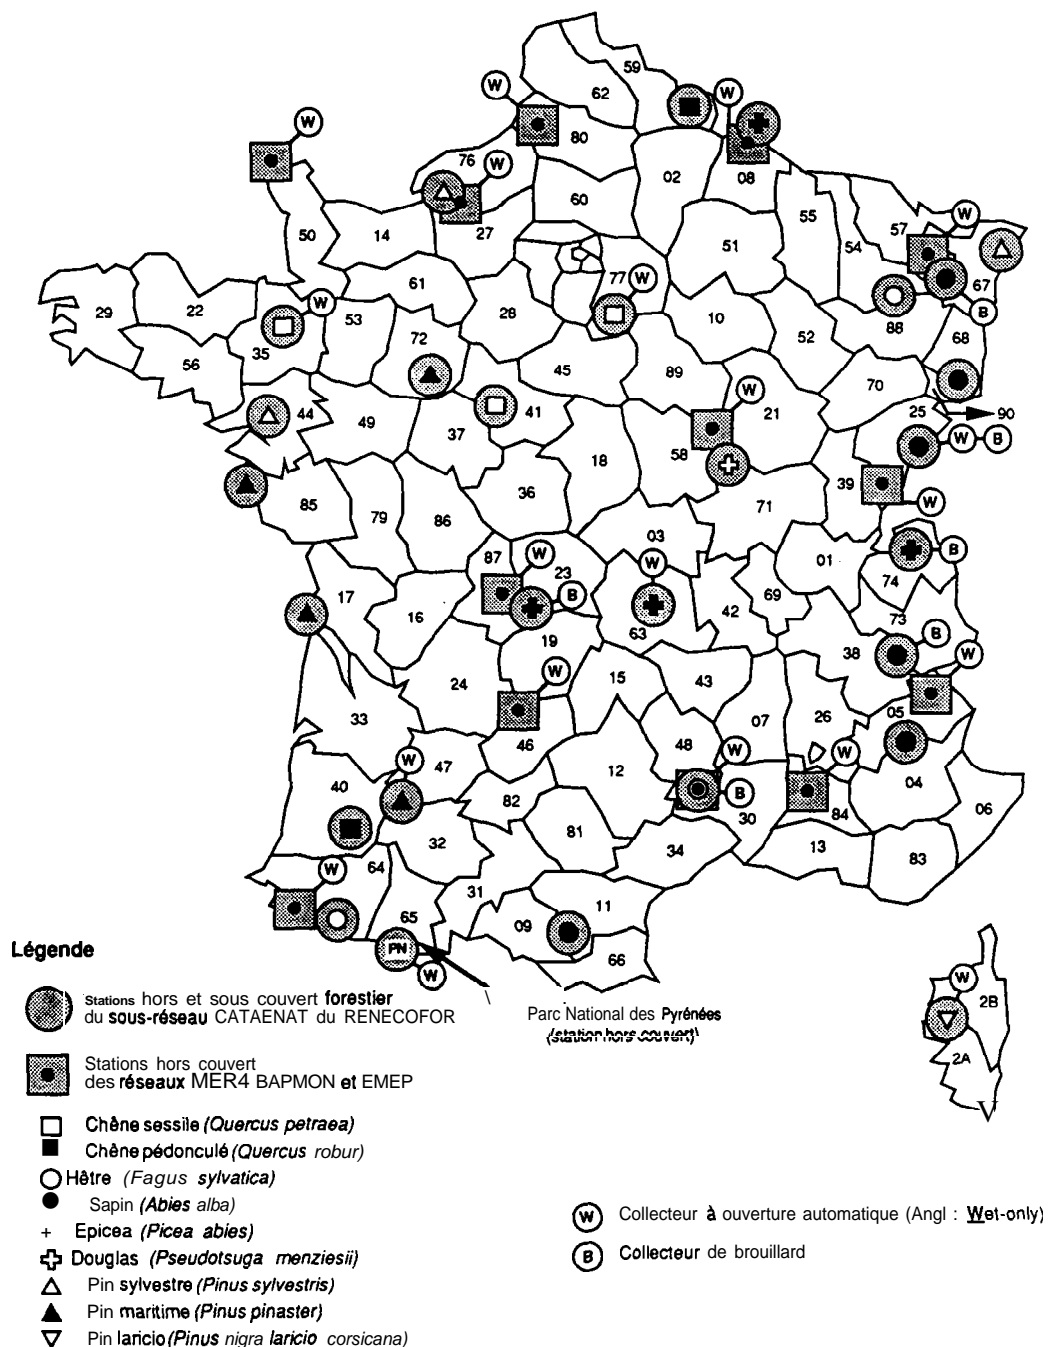 59
62
W
W
80
W
76
W
02
08
60
55
57
W
50
14
27
51
54
77
W
67
61
29
22
53
28
10
88
B
W
35
72
52
68
56
45
89
70
W
25
90
44
41
21
49
37
W
B
58
18
39
36
W
85
79
86
71
03
87
W
W
01
B
23
74
B
17
69
42
16
63
73
19
38
B
W
W
24
15
43
05
33
26
07
46
48
W
W
W
47
12
40
04
B
82
30
84
06
81
32
34
13
83
64
W
31
11
65
09
PN
66
W
W
2B
2A
Légende
Stations hors et sous couvert forestier
du sous-réseau CATAENAT du RENECOFOR
Parc National des Pyrénées
(station hors couvert)
Stations hors couvert
des réseaux MER4 BAPMON et EMEP
Chêne sessile (Quercus petraea)
Chêne pédonculé (Quercus robur)
Hêtre (Fagus sylvatica)
Sapin (Abies alba)
Epicea (Picea abies)
Douglas (Pseudotsuga menziesii)
Pin sylvestre (Pinus sylvestris)
Pin maritime (Pinus pinaster)
Pin laricio (Pinus nigra laricio corsicana)
W Collecteur à ouverture automatique (Angl : Wet-only)
B Collecteur de brouillard